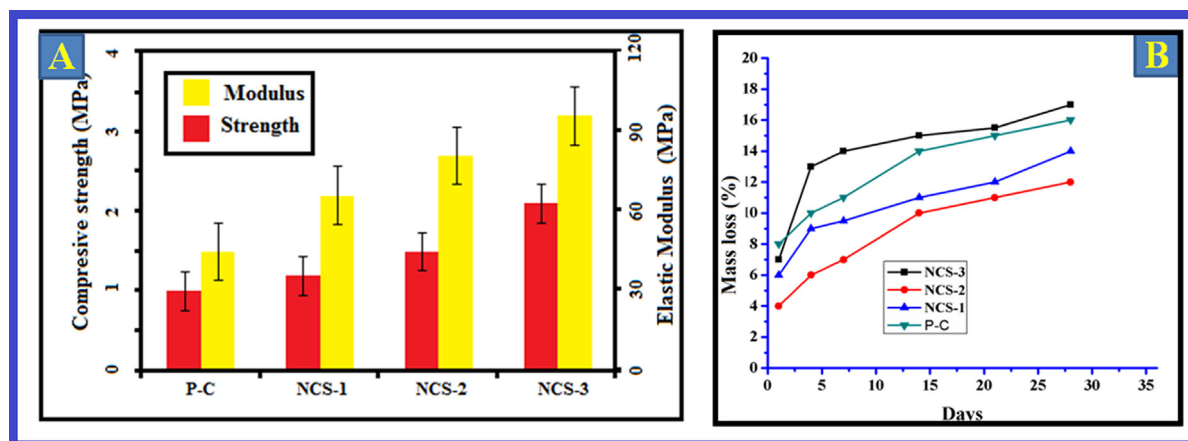 A
Compresive strength (MPa)
4
3
2
1
0
Modulus
Strength
P-C
NCS-1
NCS-2
NCS-3
120
90
60
30
0
Elastic Modulus (MPa)
B
Mass loss (%)
20
18
16
14
12
10
8
6
4
2
0
NCS-3
NCS-2
NCS-1
P-C
0 5 10 15 20 25 30 35
Days